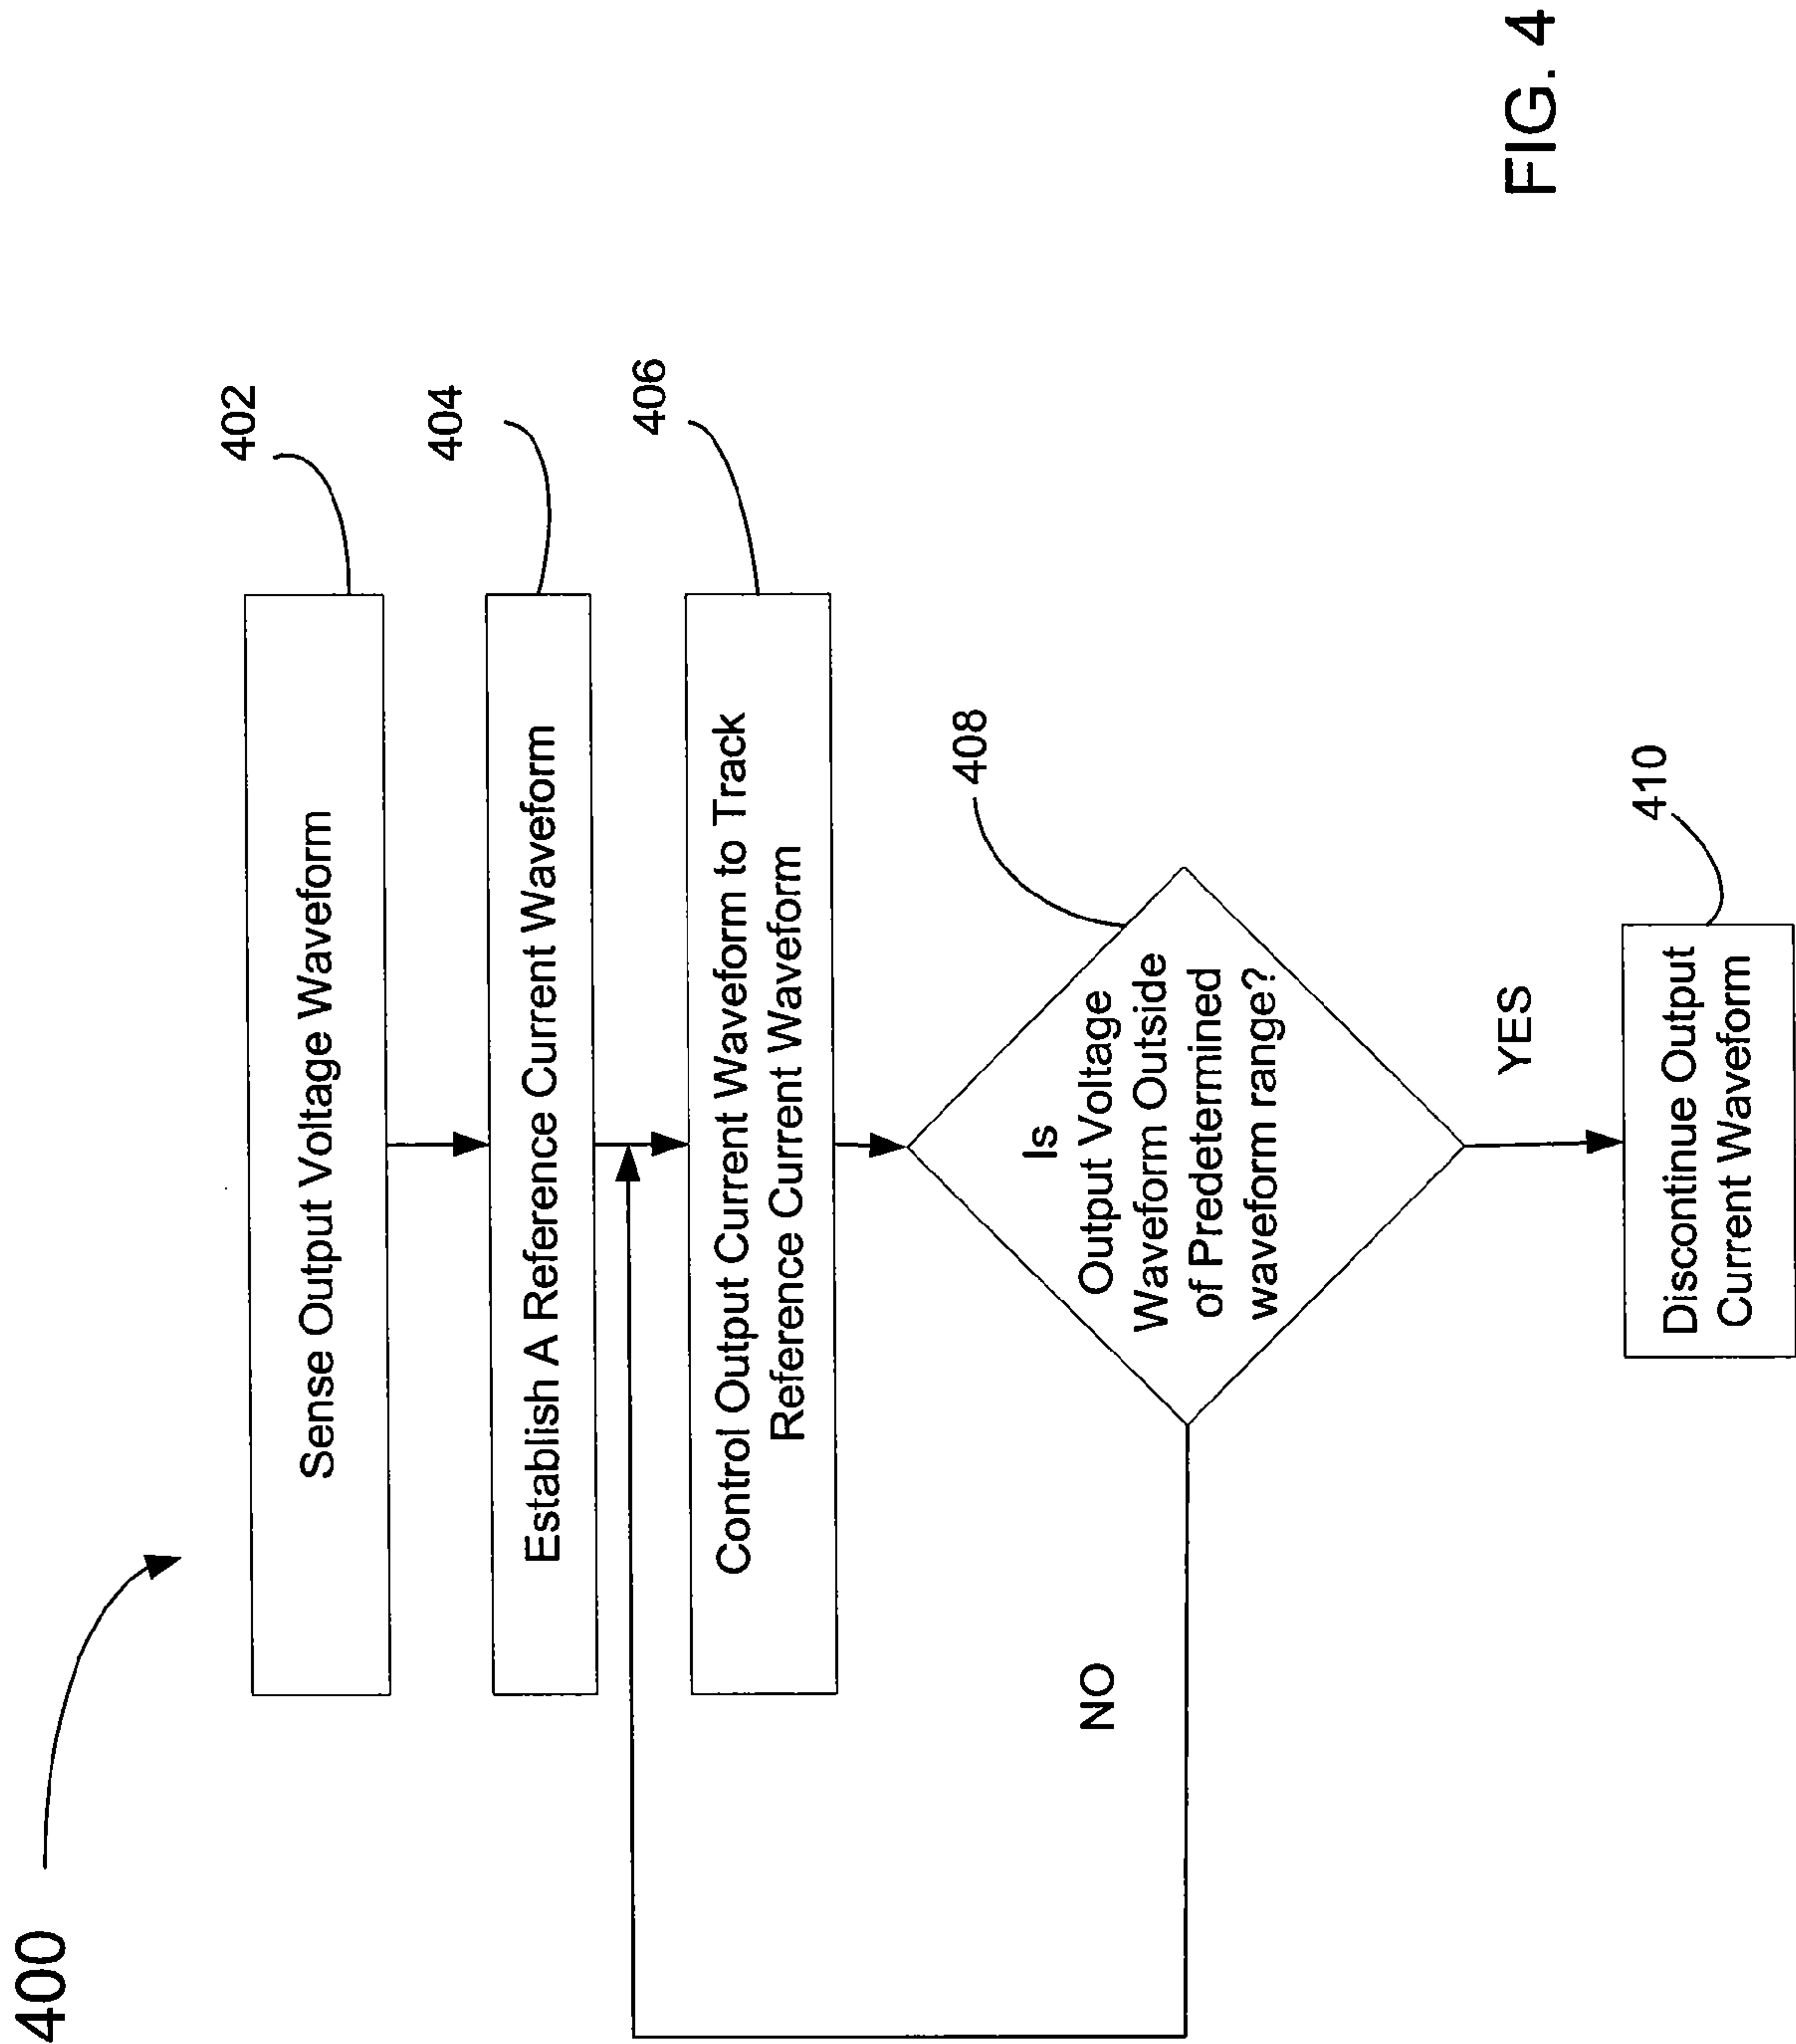 400
402
Sense Output Voltage Waveform
404
Establish A Reference Current Waveform
406
Control Output Current Waveform to Track
Reference Current Waveform
408
Is
Output Voltage
Waveform Outside
of Predetermined
waveform range?
NO
YES
410
Discontinue Output
Current Waveform
FIG. 4